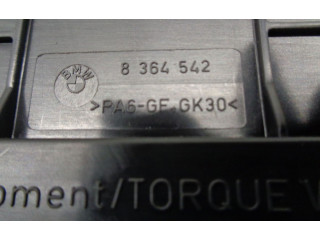 BMW
8 364 542
>PA6-GF GK30<
oment/TORQUE